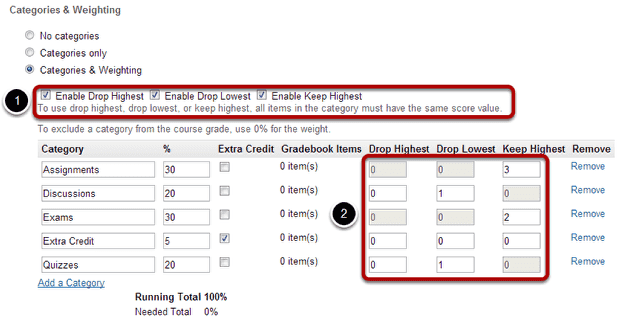 Categories & Weighting
No categories
Categories only
Categories & Weighting
1
Enable Drop Highest Enable Drop Lowest Enable Keep Highest
To use drop highest, drop lowest, or keep highest, all items in the category must have the same score value.
To exclude a category from the course grade, use 0% for the weight.
Category % Extra Credit Gradebook Items Drop Highest Drop Lowest Keep Highest Remove
Assignments 30 0 item(s) 0 0 3 Remove
Discussions 20 0 item(s) 0 1 0 Remove
2
Exams 30 0 item(s) 0 0 2 Remove
Extra Credit 5 0 item(s) 0 0 0 Remove
Quizzes 20 0 item(s) 0 1 0 Remove
Add a Category
Running Total 100%
Needed Total 0%